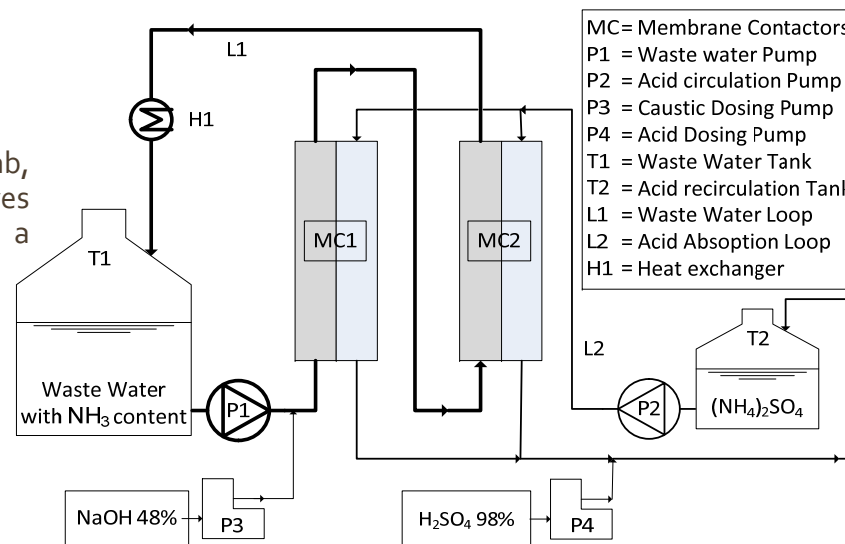 ab,
es
a
L1
H1
T1
MC1
MC2
L2
T2
Waste Water
with NH₃ content
P1
P2
(NH₄)₂SO₄
NaOH 48%
P3
H₂SO₄ 98%
P4
MC= Membrane Contactors
P1 = Waste water Pump
P2 = Acid circulation Pump
P3 = Caustic Dosing Pump
P4 = Acid Dosing Pump
T1 = Waste Water Tank
T2 = Acid recirculation Tank
L1 = Waste Water Loop
L2 = Acid Absoption Loop
H1 = Heat exchanger